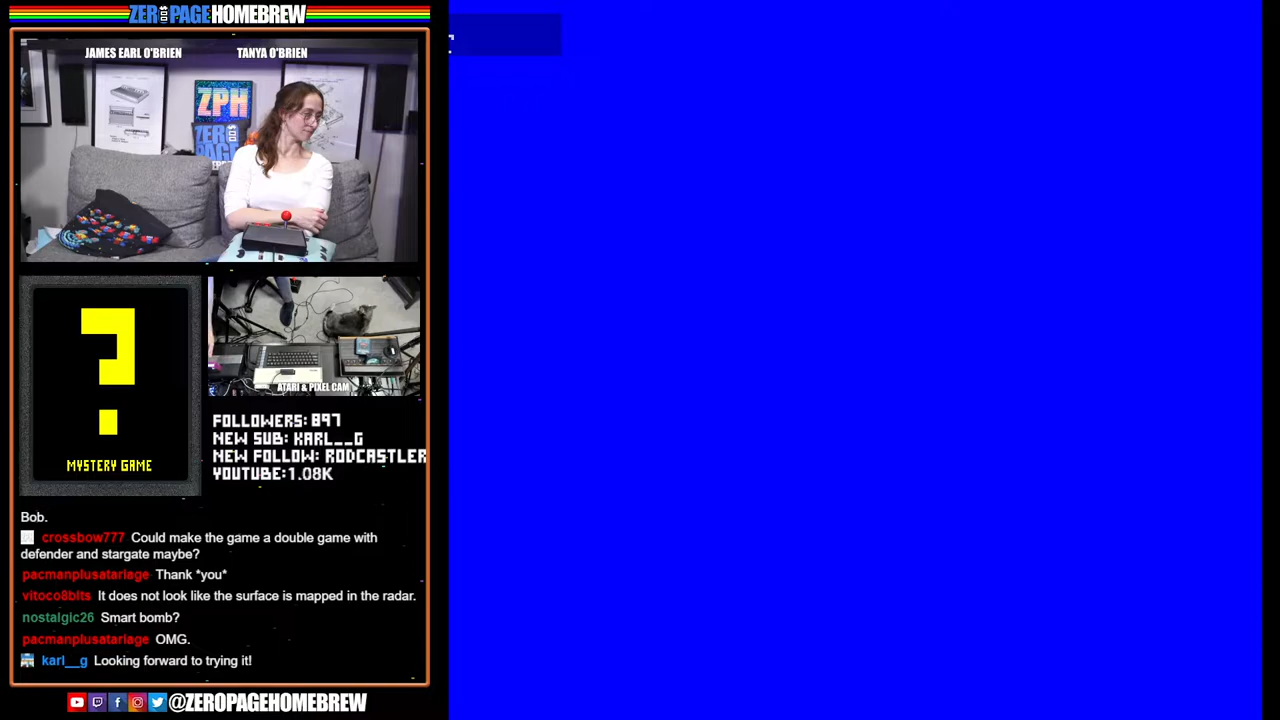 ZEROPAGE HOMEBREW
JAMES EARL O'BRIEN
TANYA O'BRIEN
ZPH
ZERO
PAGE
MYSTERY GAME
ATARI & PIXEL CAM
FOLLOWERS: 897
NEW SUB: KARL__G
NEW FOLLOW: RODCASTLER
YOUTUBE: 1.08K
Bob.
crossbow777 Could make the game a double game with
defender and stargate maybe?
pacmanplusatariage Thank *you*
vitoco8bits It does not look like the surface is mapped in the radar.
nostalgic26 Smart bomb?
pacmanplusatariage OMG.
karl__g Looking forward to trying it!
@ZEROPAGEHOMEBREW